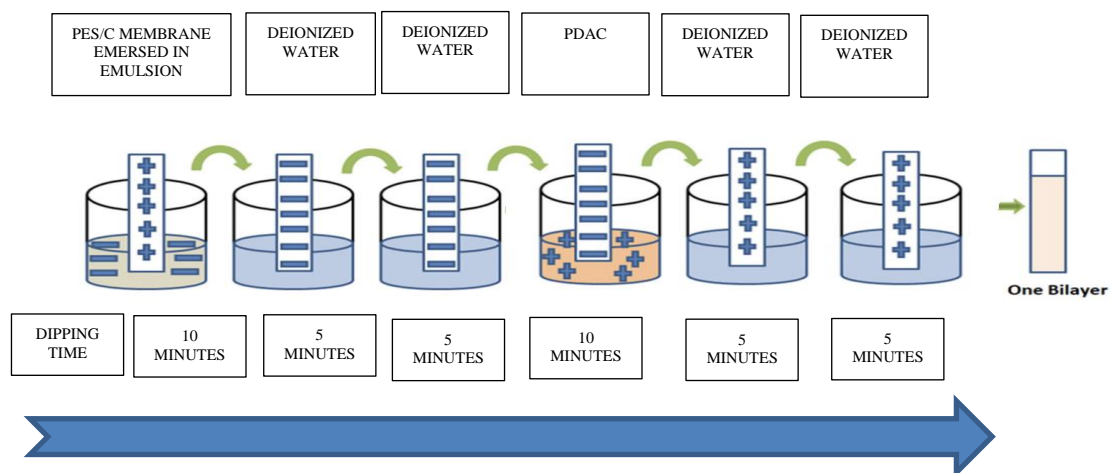 PES/C MEMBRANE
EMERSED IN
EMULSION
DEIONIZED
WATER
DEIONIZED
WATER
PDAC
DEIONIZED
WATER
DEIONIZED
WATER
One Bilayer
DIPPING
TIME
10
MINUTES
5
MINUTES
5
MINUTES
10
MINUTES
5
MINUTES
5
MINUTES